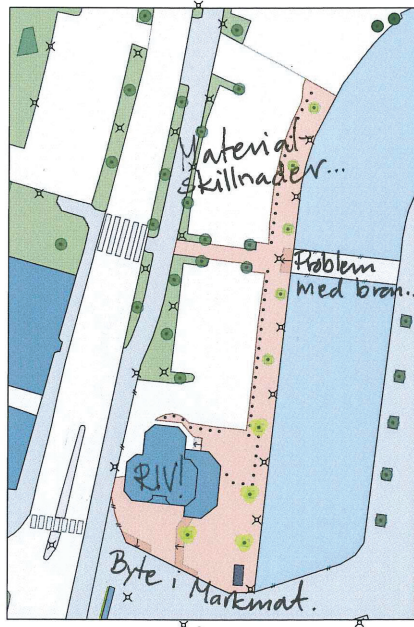 Material-
skillnader...
Problem
med bron..
RIV!
Byte i Markmat.